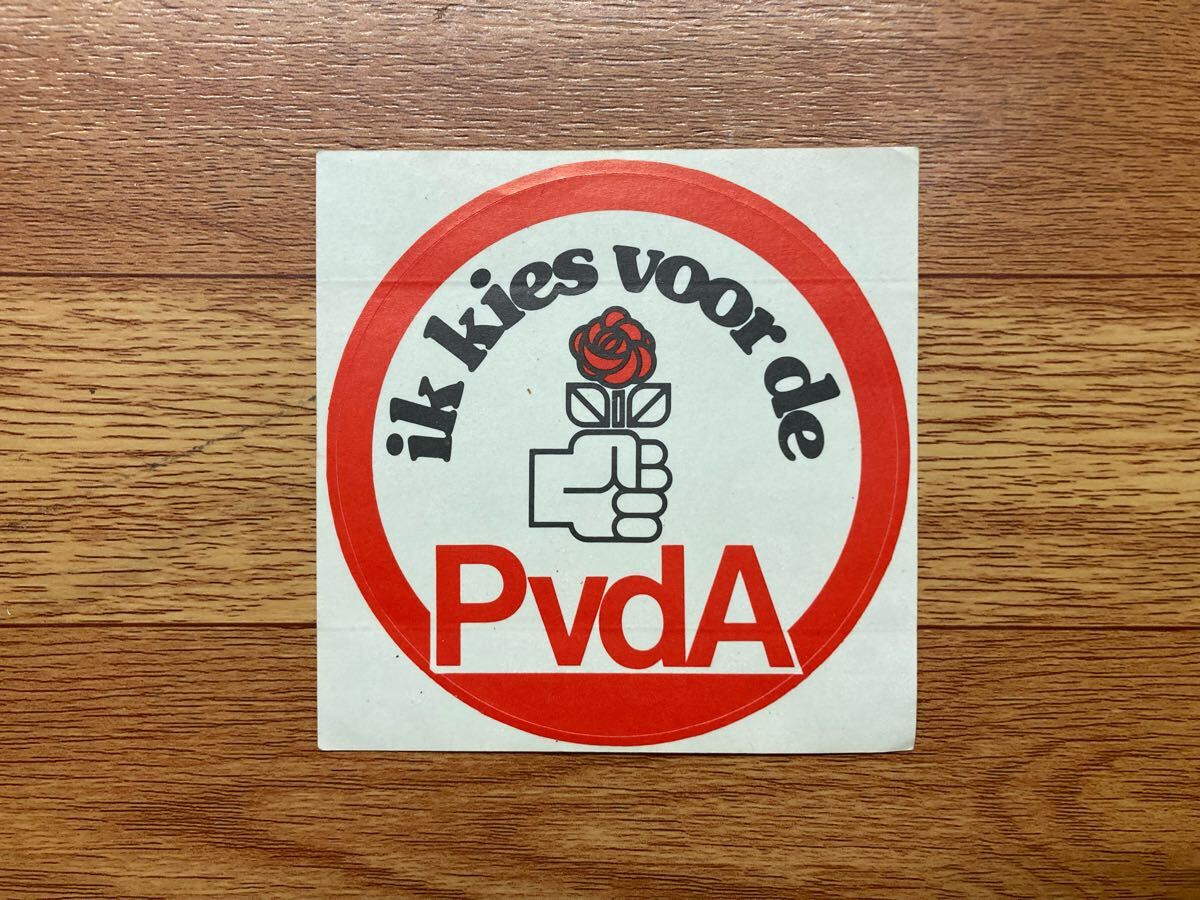 ik kies voor de
PvdA